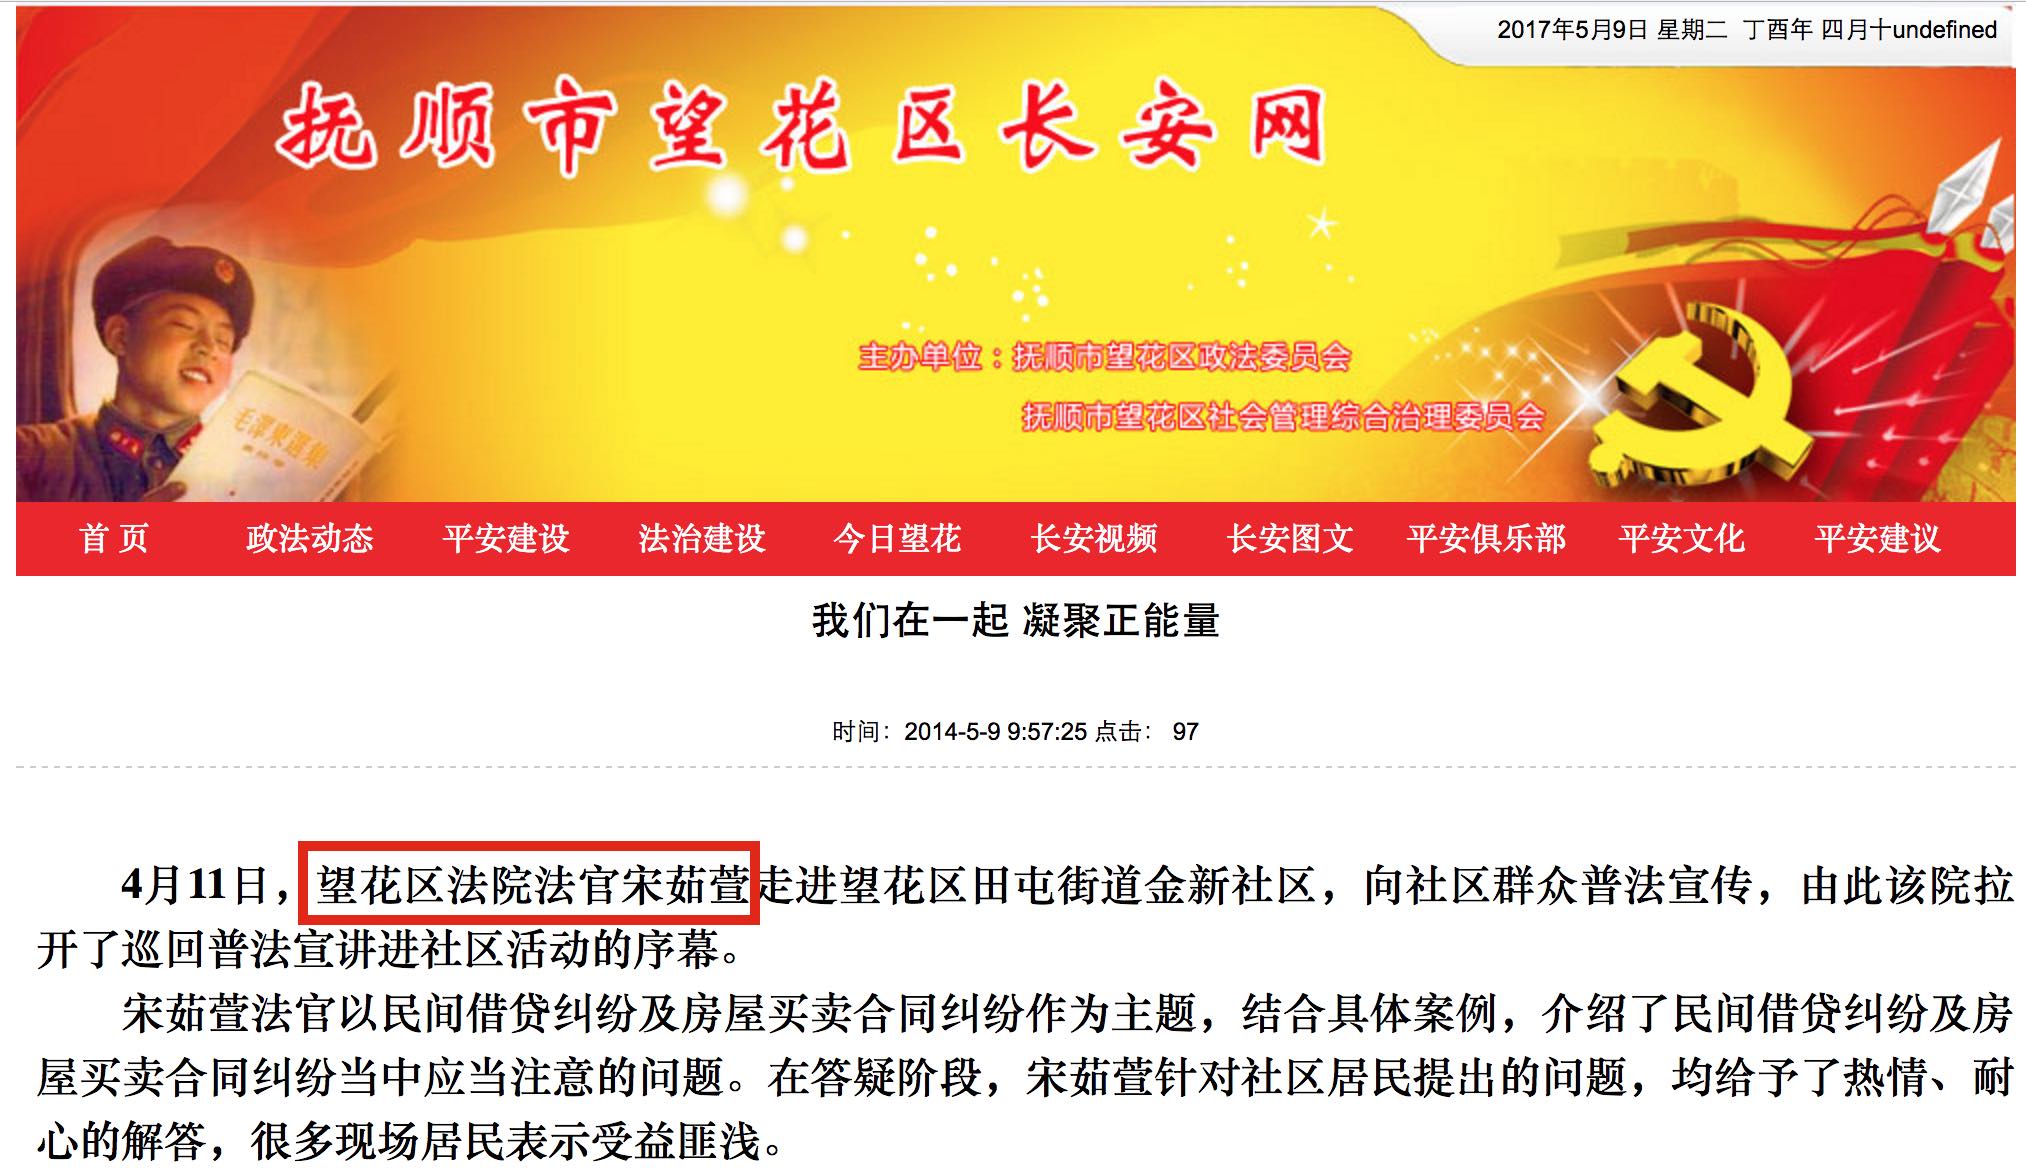 2017年5月9日 星期二 丁酉年 四月十undefined
抚顺市望花区长安网
毛澤東選集
主办单位：抚顺市望花区政法委员会
抚顺市望花区社会管理综合治理委员会
首 页 政法动态 平安建设 法治建设 今日望花 长安视频 长安图文 平安俱乐部 平安文化 平安建议
我们在一起 凝聚正能量
时间：2014-5-9 9:57:25 点击： 97
4月11日，望花区法院法官宋茹萱走进望花区田屯街道金新社区，向社区群众普法宣传，由此该院拉
开了巡回普法宣讲进社区活动的序幕。
宋茹萱法官以民间借贷纠纷及房屋买卖合同纠纷作为主题，结合具体案例，介绍了民间借贷纠纷及房
屋买卖合同纠纷当中应当注意的问题。在答疑阶段，宋茹萱针对社区居民提出的问题，均给予了热情、耐
心的解答，很多现场居民表示受益匪浅。